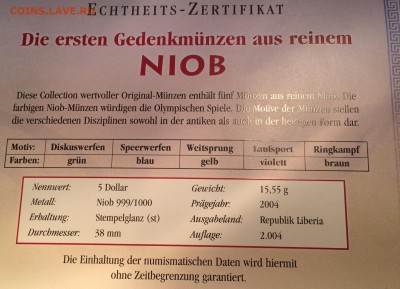 COINS.LAVE.RU
ECHTHEITS-ZERTIFIKAT
Die ersten Gedenkmünzen aus reinem
NIOB
Diese Collection wertvoller Original-Münzen enthält fünf Münzen aus reinem Niob. Die
farbigen Niob-Münzen würdigen die Olympischen Spiele. Die Motive der Münzen stellen
die verschiedenen Disziplinen sowohl in der antiken als auch in der heutigen Form dar.
Motiv: Diskuswerfen Speerwerfen Weitsprung Laufsport Ringkampf
Farben: grün blau gelb violett braun
Nennwert: 5 Dollar Gewicht: 15,55 g
Metall: Niob 999/1000 Prägejahr: 2004
Erhaltung: Stempelglanz (st) Ausgabeland: Republik Liberia
Durchmesser: 38 mm Auflage: 2.004
Die Einhaltung der numismatischen Daten wird hiermit
ohne Zeitbegrenzung garantiert.